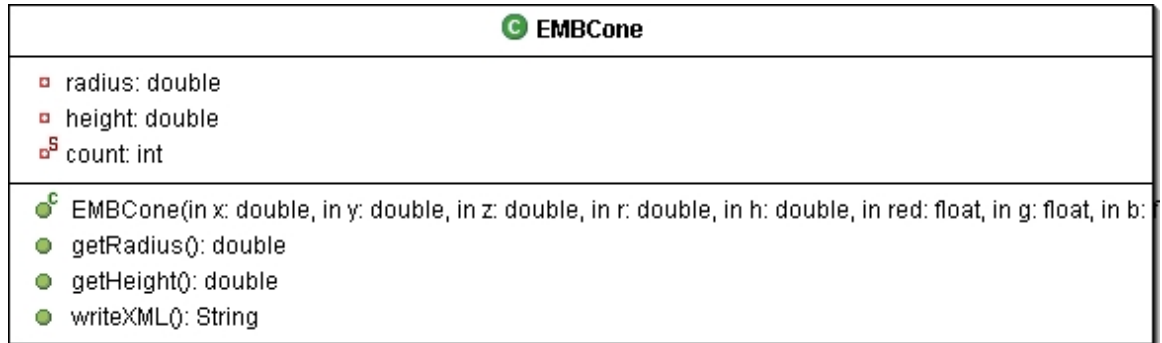 C EMBCone
radius: double
height: double
S count: int
C EMBCone(in x: double, in y: double, in z: double, in r: double, in h: double, in red: float, in g: float, in b: f
getRadius(): double
getHeight(): double
writeXML(): String